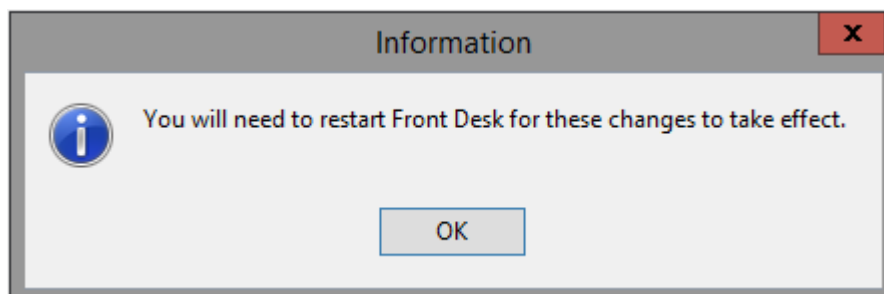 Information
You will need to restart Front Desk for these changes to take effect.
OK